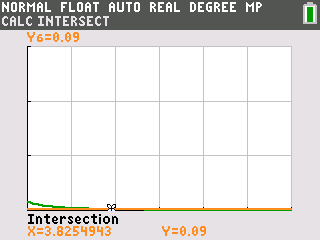 NORMAL FLOAT AUTO REAL DEGREE MP
CALC INTERSECT
Y6=0.09
Intersection
X=3.8254943 Y=0.09